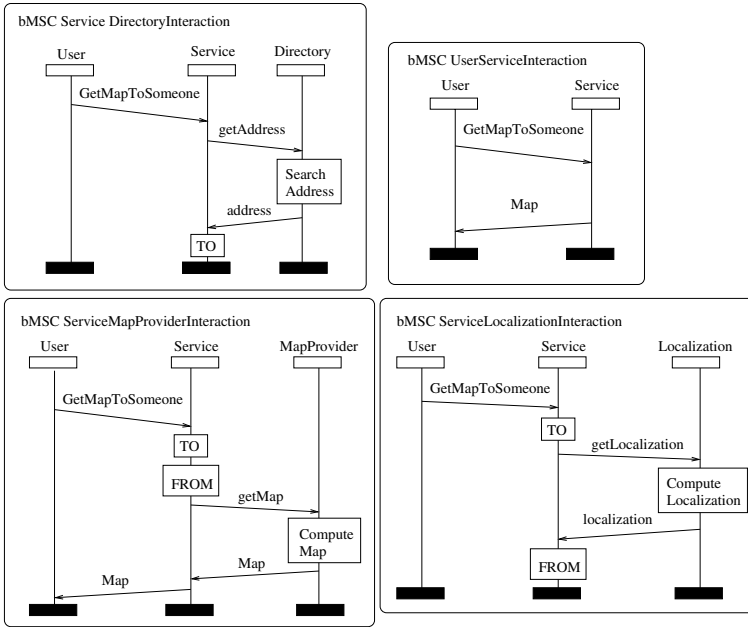 bMSC Service DirectoryInteraction
User Service Directory
GetMapToSomeone
getAddress
Search
Address
address
TO
bMSC UserServiceInteraction
User Service
GetMapToSomeone
Map
bMSC ServiceMapProviderInteraction
User Service MapProvider
GetMapToSomeone
TO
FROM
getMap
Compute
Map
Map
Map
bMSC ServiceLocalizationInteraction
User Service Localization
GetMapToSomeone
TO
getLocalization
Compute
Localization
localization
FROM